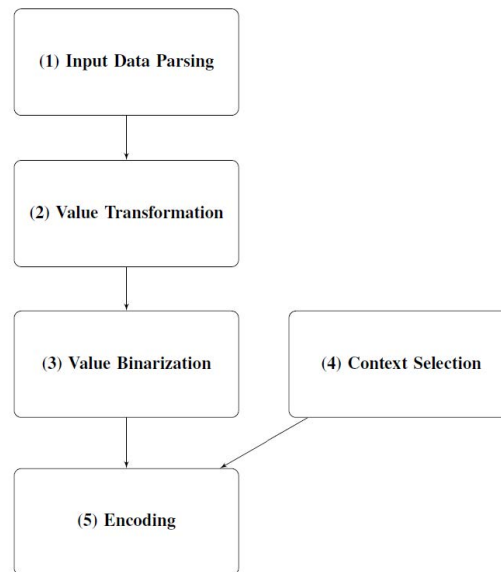 (1) Input Data Parsing
(2) Value Transformation
(3) Value Binarization
(4) Context Selection
(5) Encoding